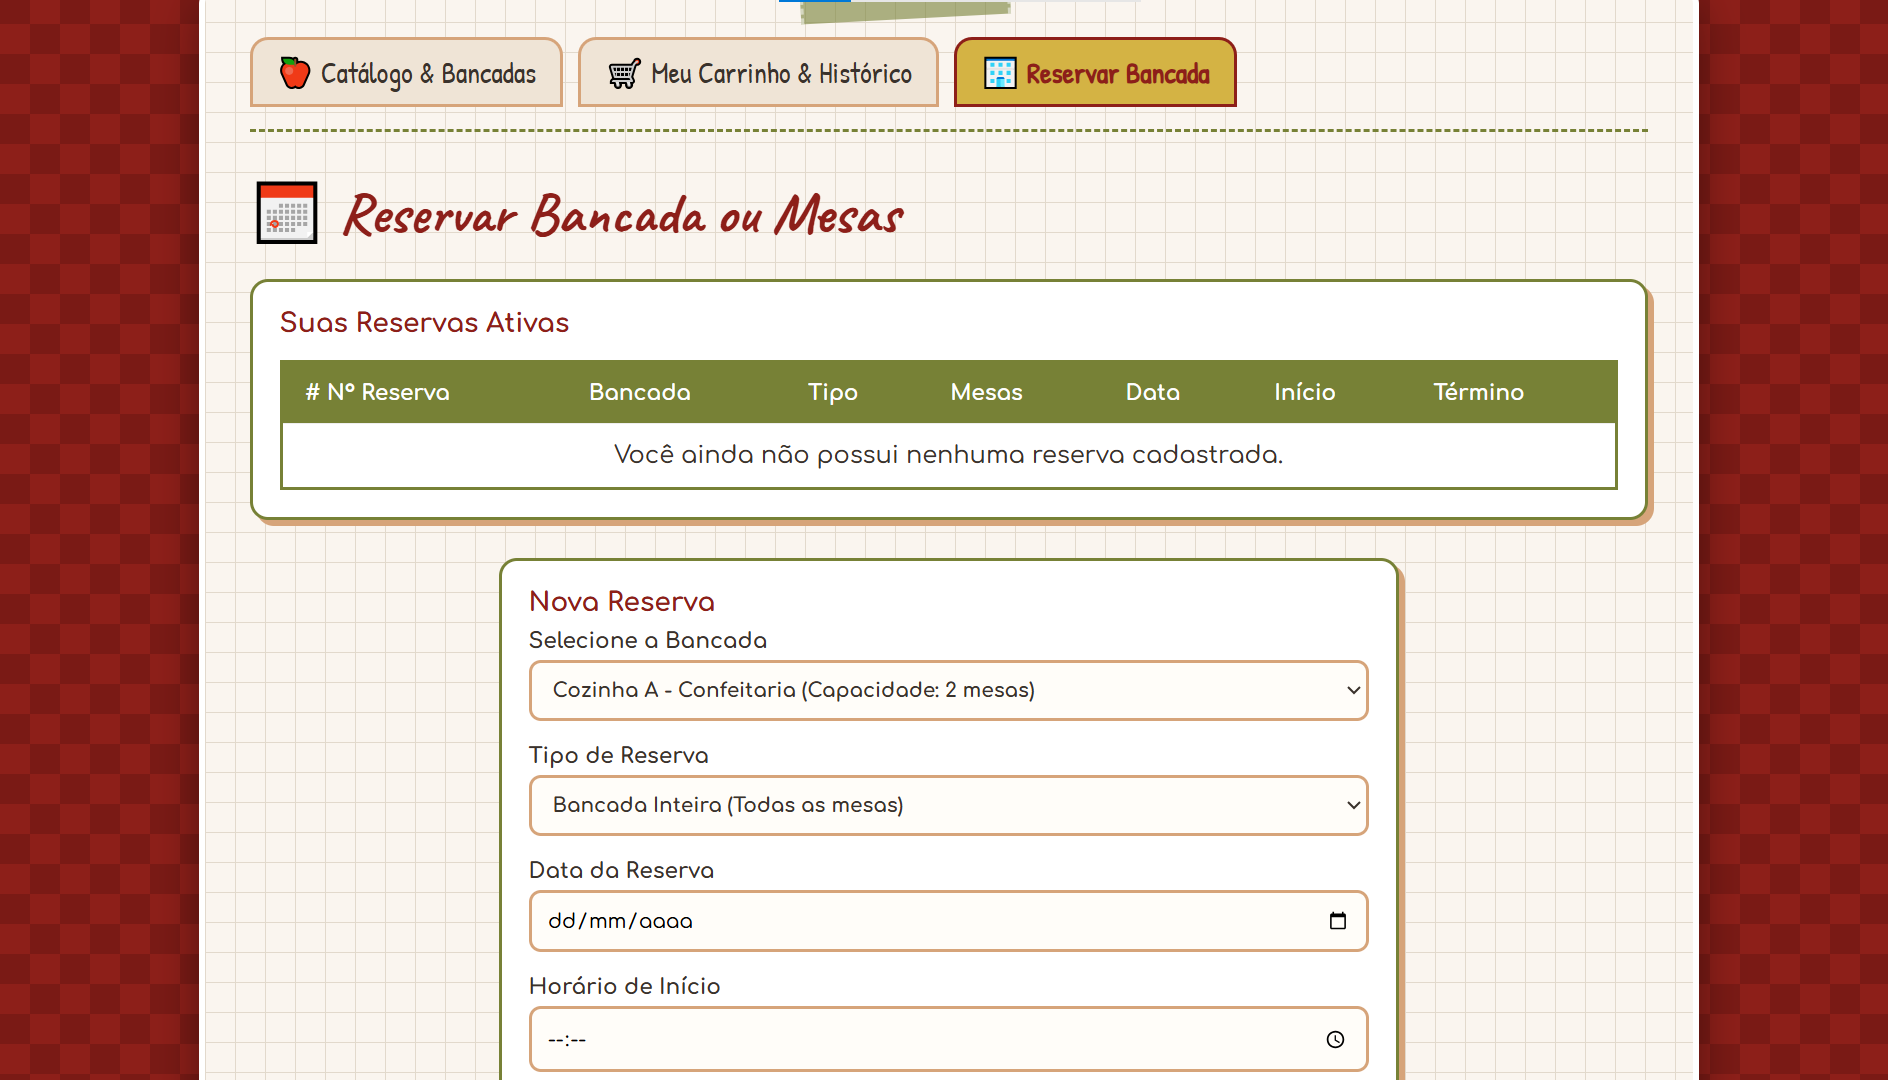 Catálogo & Bancadas
Meu Carrinho & Histórico
Reservar Bancada
Reservar Bancada ou Mesas
Suas Reservas Ativas
# Nº Reserva Bancada Tipo Mesas Data Início Término
Você ainda não possui nenhuma reserva cadastrada.
Nova Reserva
Selecione a Bancada
Cozinha A - Confeitaria (Capacidade: 2 mesas)
Tipo de Reserva
Bancada Inteira (Todas as mesas)
Data da Reserva
dd/mm/aaaa
Horário de Início
--:--